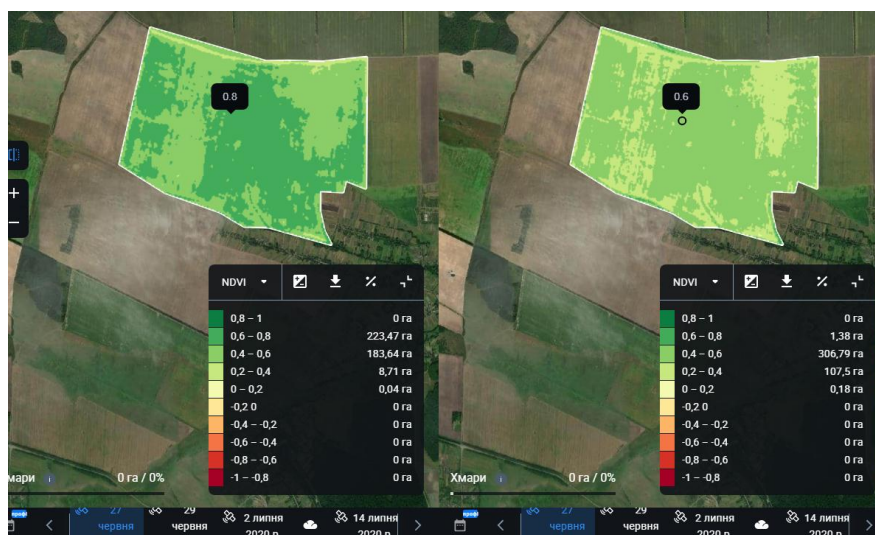 0.8
NDVI
0,8 – 1 0 га
0,6 – 0,8 223,47 га
0,4 – 0,6 183,64 га
0,2 – 0,4 8,71 га
0 – 0,2 0,04 га
-0,2 0 0 га
-0,4 – -0,2 0 га
-0,6 – -0,4 0 га
-0,8 – -0,6 0 га
-1 – -0,8 0 га
мари 0 га / 0%
27 червня
29 червня
2 липня 2020 р
14 липня 2020 р
0.6
NDVI
0,8 – 1 0 га
0,6 – 0,8 1,38 га
0,4 – 0,6 306,79 га
0,2 – 0,4 107,5 га
0 – 0,2 0,18 га
-0,2 0 0 га
-0,4 – -0,2 0 га
-0,6 – -0,4 0 га
-0,8 – -0,6 0 га
-1 – -0,8 0 га
Хмари 0 га / 0%
27 червня
29 червня
2 липня 2020 р
14 липня 2020 р